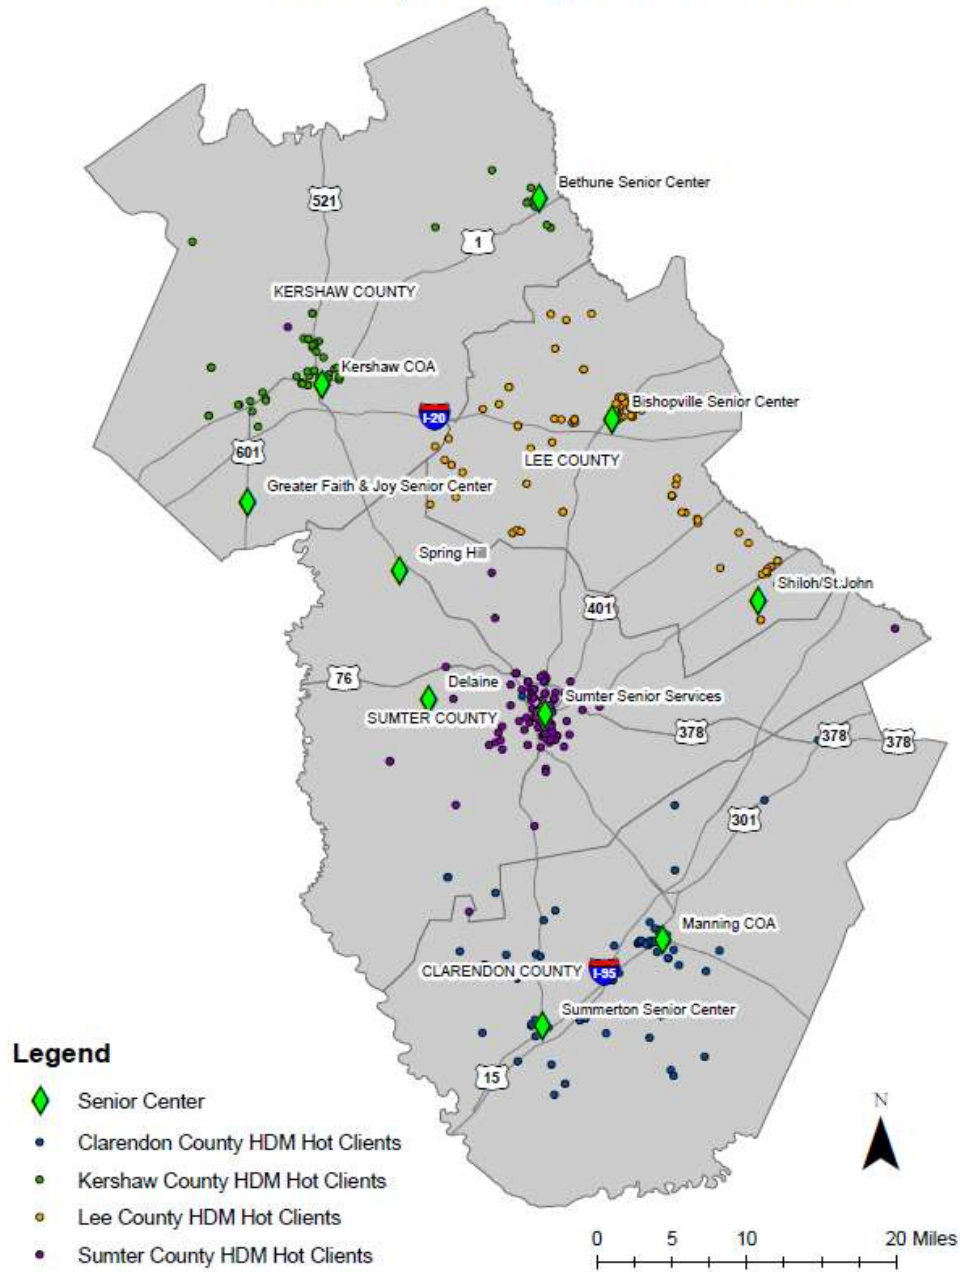 Bethune Senior Center
521
1
KERSHAW COUNTY
Kershaw COA
Bishopville Senior Center
I-20
LEE COUNTY
601
Greater Faith & Joy Senior Center
Spring Hill
Shiloh/St.John
401
76
Delaine
Sumter Senior Services
SUMTER COUNTY
378
378
378
301
Manning COA
CLARENDON COUNTY
I-95
Summerton Senior Center
15
Legend
Senior Center
Clarendon County HDM Hot Clients
Kershaw County HDM Hot Clients
Lee County HDM Hot Clients
Sumter County HDM Hot Clients
N
0 5 10 20 Miles